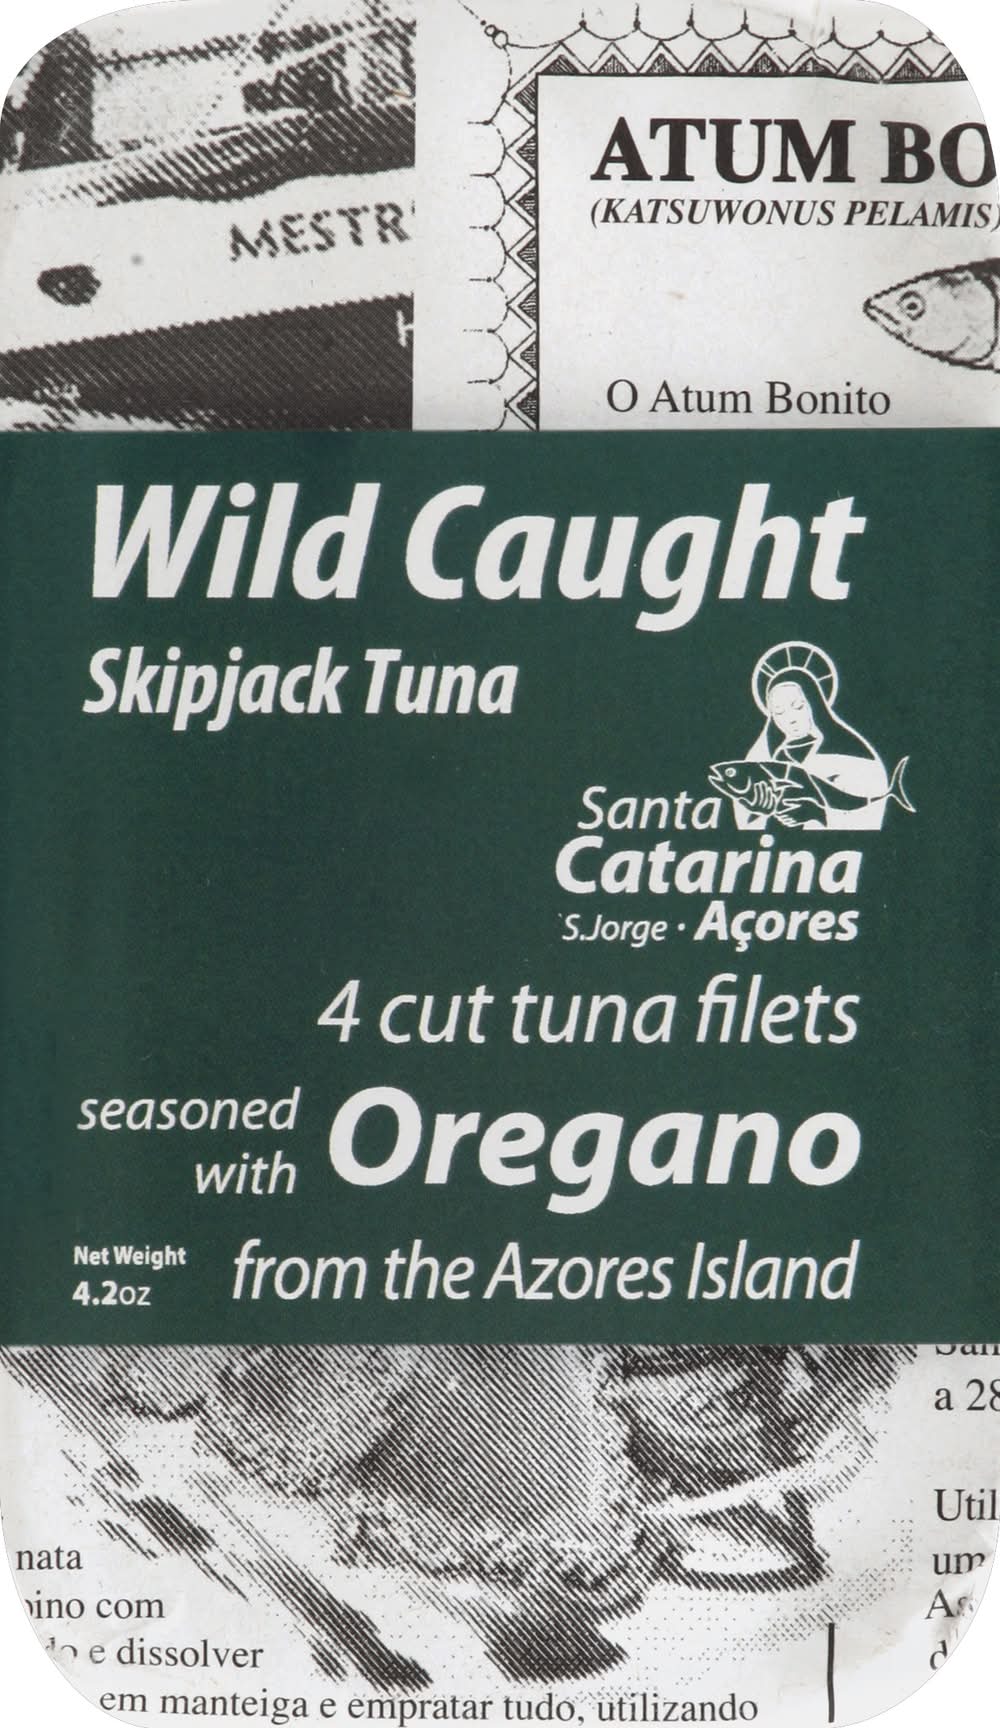 MESTR
ATUM BO
(KATSUWONUS PELAMIS)
O Atum Bonito
Wild Caught
Skipjack Tuna
Santa
Catarina
S.Jorge · Açores
4 cut tuna filets
seasoned
with
Oregano
Net Weight
4.2oz
from the Azores Island
a 28
Util
um
nata
ino com
e dissolver
em manteiga e empratar tudo, utilizando